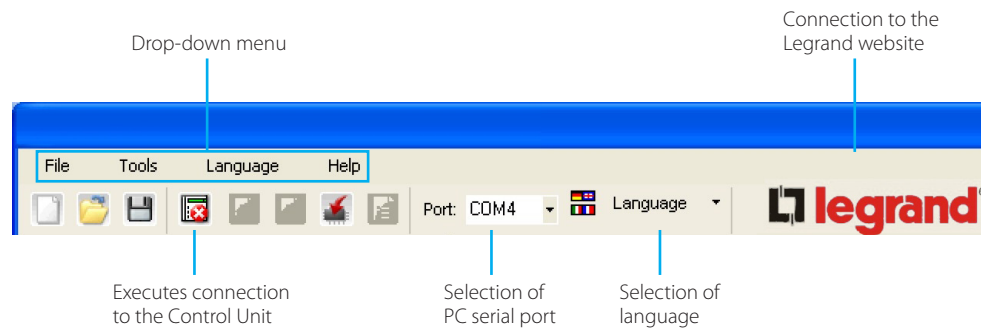 Connection to the
Legrand website
Drop-down menu
File Tools Language Help
Port: COM4 Language
legrand®
Executes connection
to the Control Unit
Selection of
PC serial port
Selection of
language